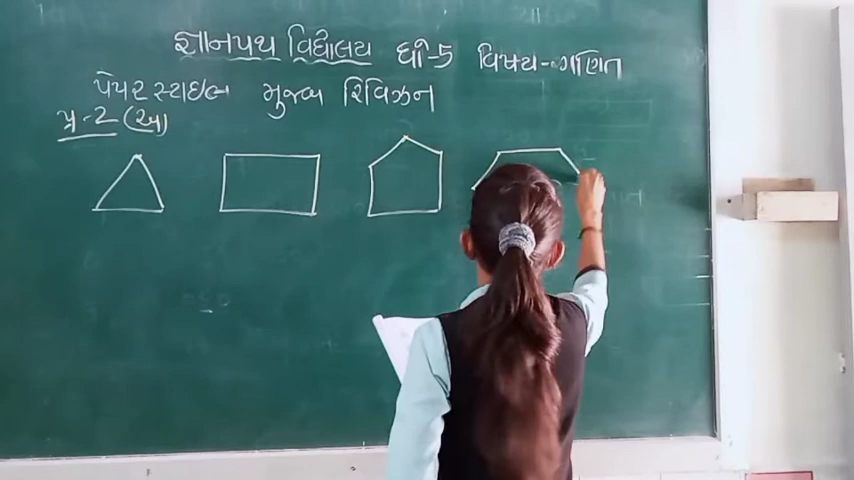 જ્ઞાનપથ વિદ્યાલય ધો-5 વિષય-ગણિત
પેપર સ્ટાઇલ મુજબ રિવિઝન
પ્ર-2 (અ)